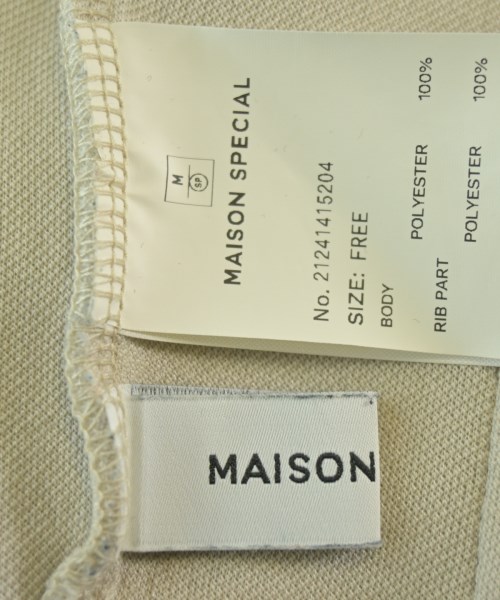 M
SP
MAISON SPECIAL
No. 21241415204
SIZE: FREE
BODY
POLYESTER 100%
RIB PART
POLYESTER 100%
MAISON